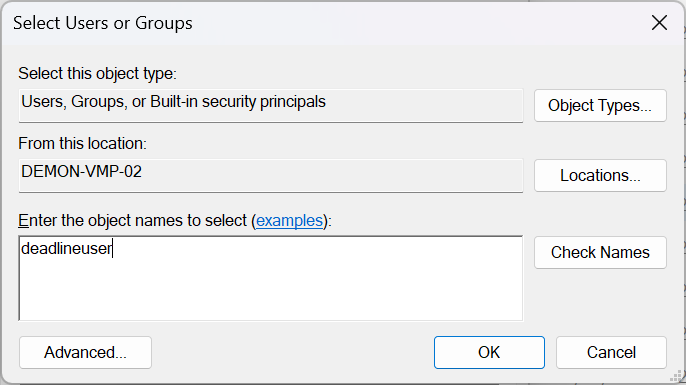 Select Users or Groups
Select this object type:
Users, Groups, or Built-in security principals
Object Types...
From this location:
DEMON-VMP-02
Locations...
Enter the object names to select (examples):
deadlineuser
Check Names
Advanced...
OK
Cancel